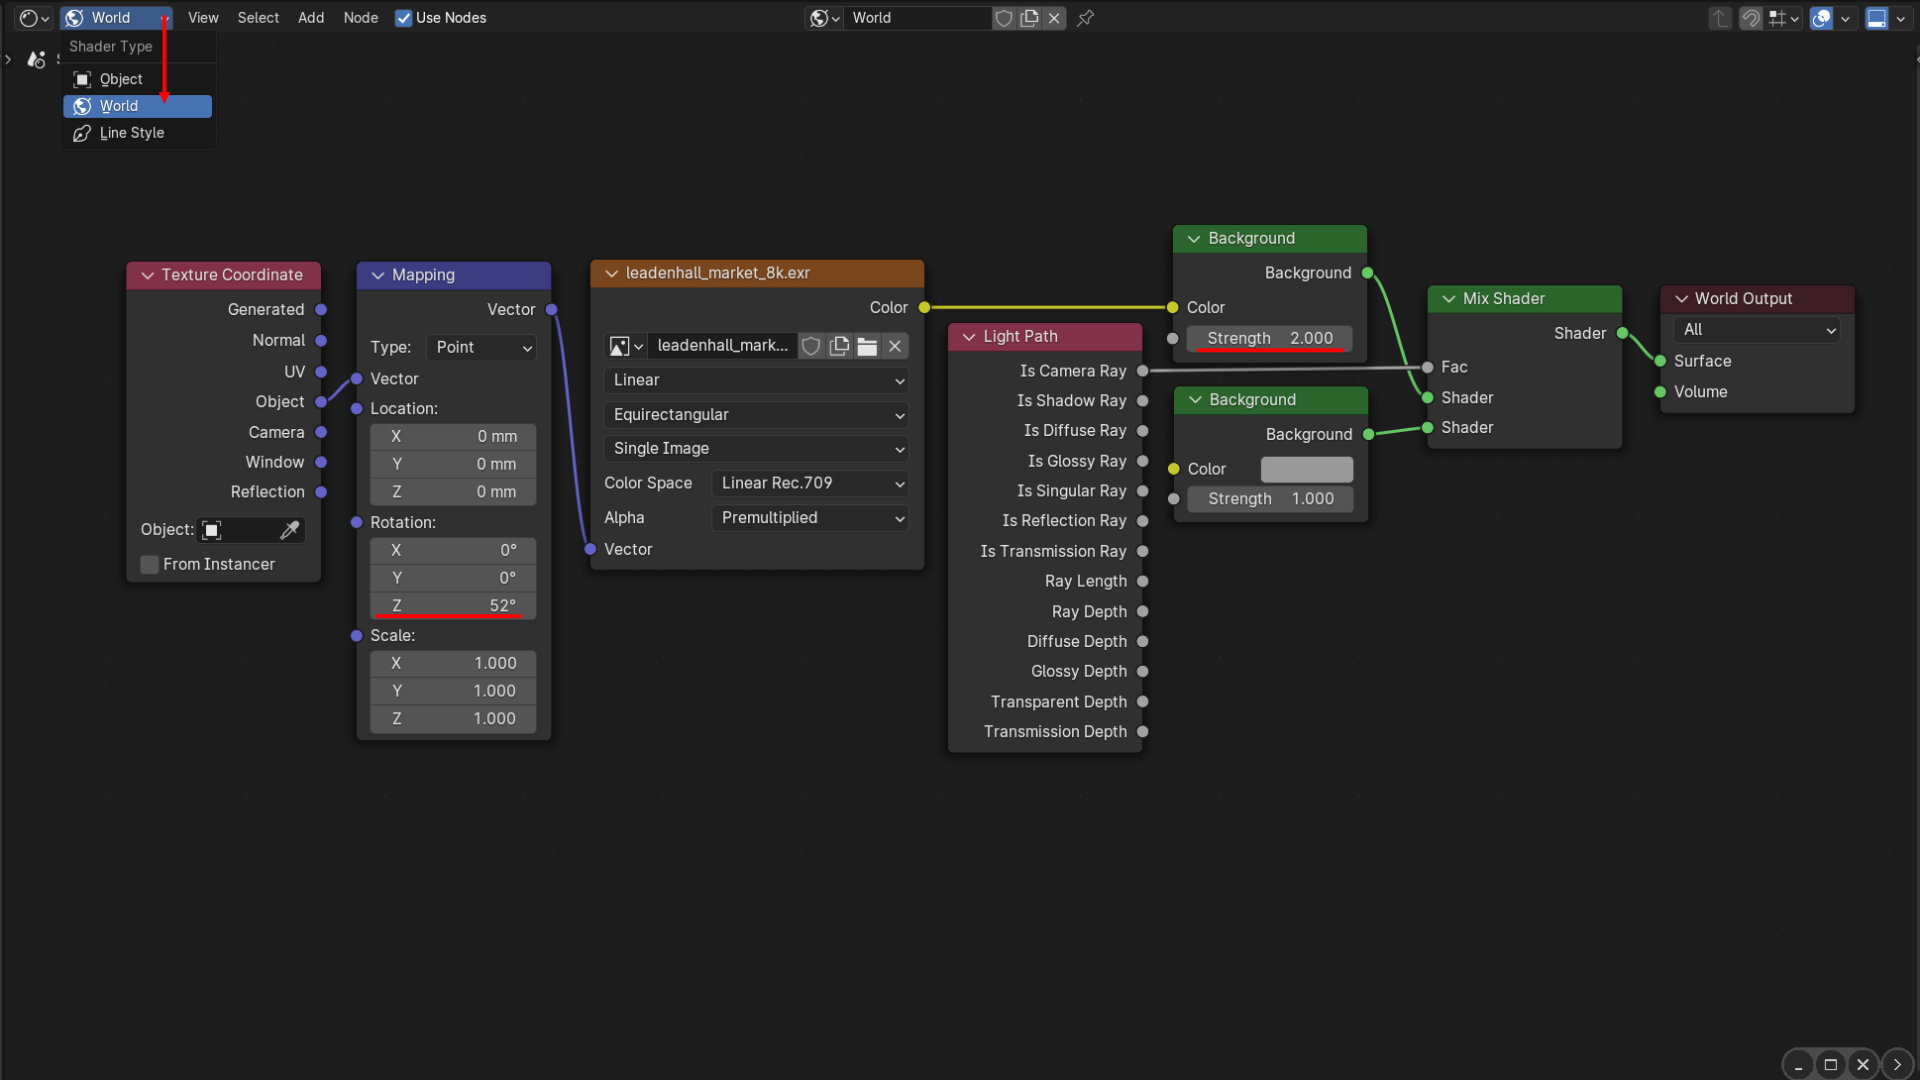 World View Select Add Node Use Nodes World
Shader Type
Object
World
Line Style
Texture Coordinate
Generated
Normal
UV
Object
Camera
Window
Reflection
Object:
From Instancer
Mapping
Vector
Type: Point
Vector
Location:
X 0 mm
Y 0 mm
Z 0 mm
Rotation:
X 0°
Y 0°
Z 52°
Scale:
X 1.000
Y 1.000
Z 1.000
leadenhall_market_8k.exr
Color
leadenhall_mark...
Linear
Equirectangular
Single Image
Color Space Linear Rec.709
Alpha Premultiplied
Vector
Light Path
Is Camera Ray
Is Shadow Ray
Is Diffuse Ray
Is Glossy Ray
Is Singular Ray
Is Reflection Ray
Is Transmission Ray
Ray Length
Ray Depth
Diffuse Depth
Glossy Depth
Transparent Depth
Transmission Depth
Background
Background
Color
Strength 2.000
Background
Background
Color
Strength 1.000
Mix Shader
Shader
Fac
Shader
Shader
World Output
All
Surface
Volume